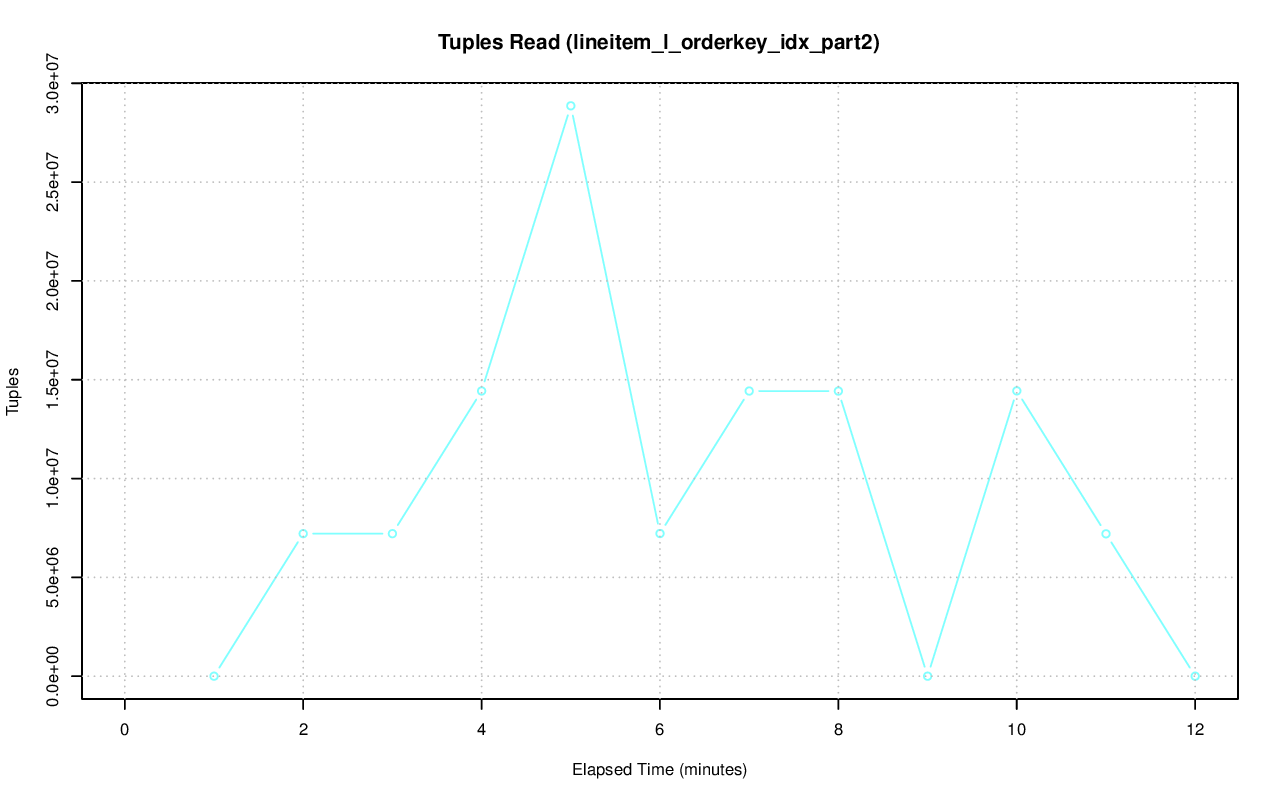 Tuples Read (lineitem_l_orderkey_idx_part2)
Tuples
3.0e+07
2.5e+07
2.0e+07
1.5e+07
1.0e+07
5.0e+06
0.0e+00
0 2 4 6 8 10 12
Elapsed Time (minutes)